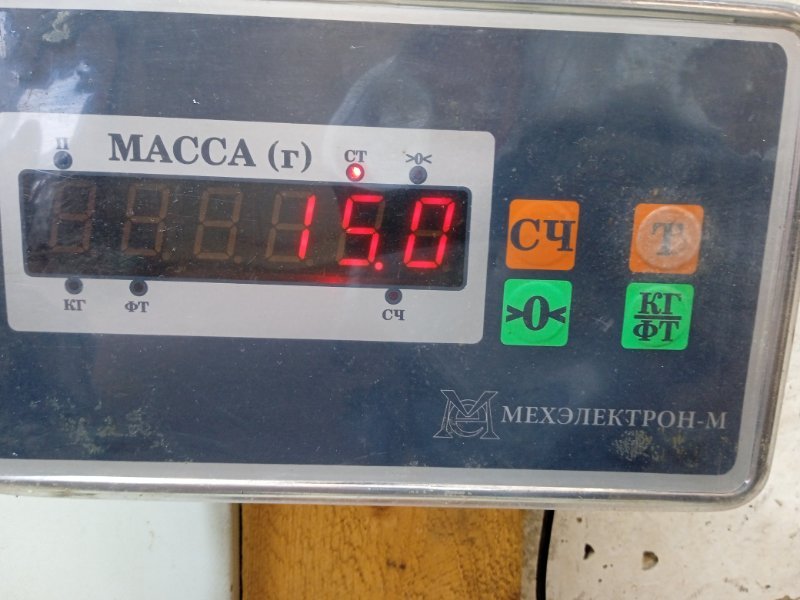 П
МАССА (г)
СТ
>0<
15.0
КГ
ФТ
СЧ
СЧ
Т
>0<
КГ
ФТ
МЕХЭЛЕКТРОН-М